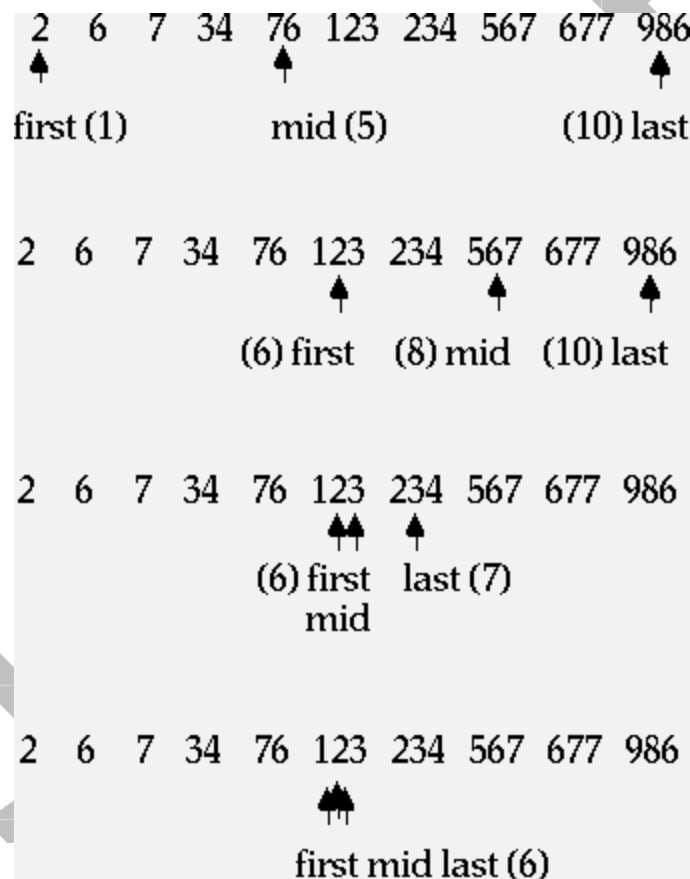 2 6 7 34 76 123 234 567 677 986
first (1) mid (5) (10) last
2 6 7 34 76 123 234 567 677 986
(6) first (8) mid (10) last
2 6 7 34 76 123 234 567 677 986
(6) first last (7)
mid
2 6 7 34 76 123 234 567 677 986
first mid last (6)